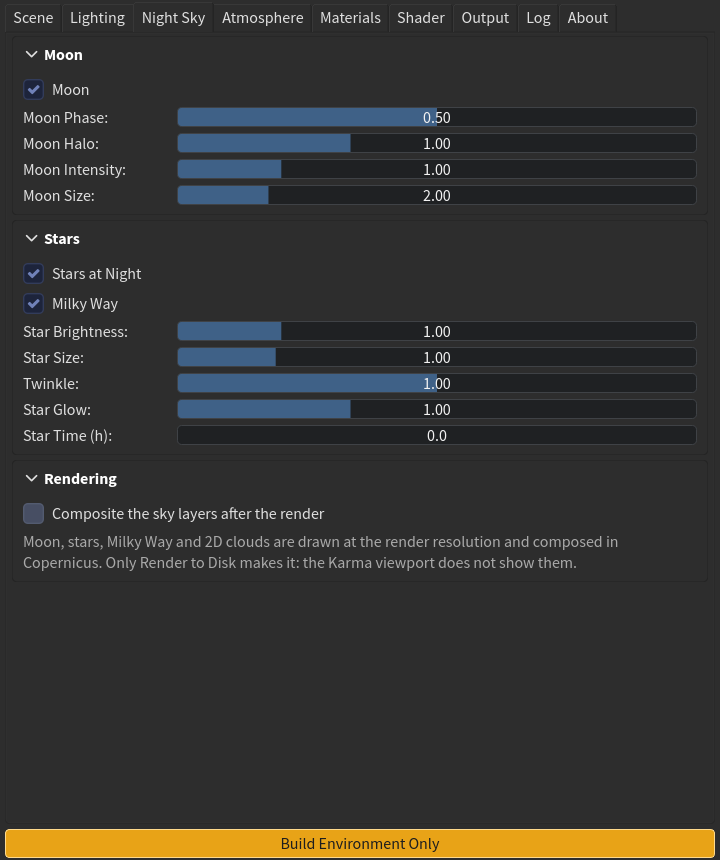 Scene Lighting Night Sky Atmosphere Materials Shader Output Log About
Moon
Moon
Moon Phase: 0.50
Moon Halo: 1.00
Moon Intensity: 1.00
Moon Size: 2.00
Stars
Stars at Night
Milky Way
Star Brightness: 1.00
Star Size: 1.00
Twinkle: 1.00
Star Glow: 1.00
Star Time (h): 0.0
Rendering
Composite the sky layers after the render
Moon, stars, Milky Way and 2D clouds are drawn at the render resolution and composed in
Copernicus. Only Render to Disk makes it: the Karma viewport does not show them.
Build Environment Only